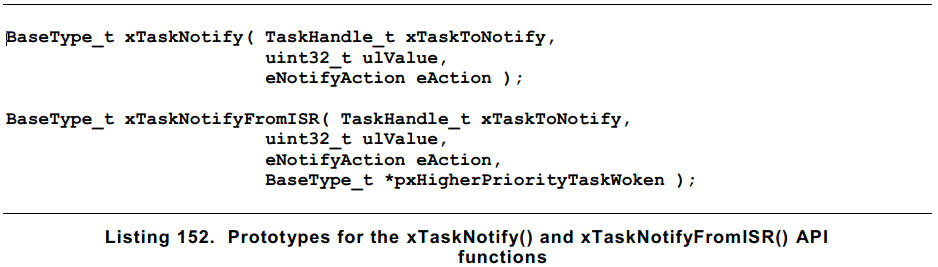 BaseType_t xTaskNotify( TaskHandle_t xTaskToNotify,
uint32_t ulValue,
eNotifyAction eAction );
BaseType_t xTaskNotifyFromISR( TaskHandle_t xTaskToNotify,
uint32_t ulValue,
eNotifyAction eAction,
BaseType_t *pxHigherPriorityTaskWoken );
Listing 152. Prototypes for the xTaskNotify() and xTaskNotifyFromISR() API
functions